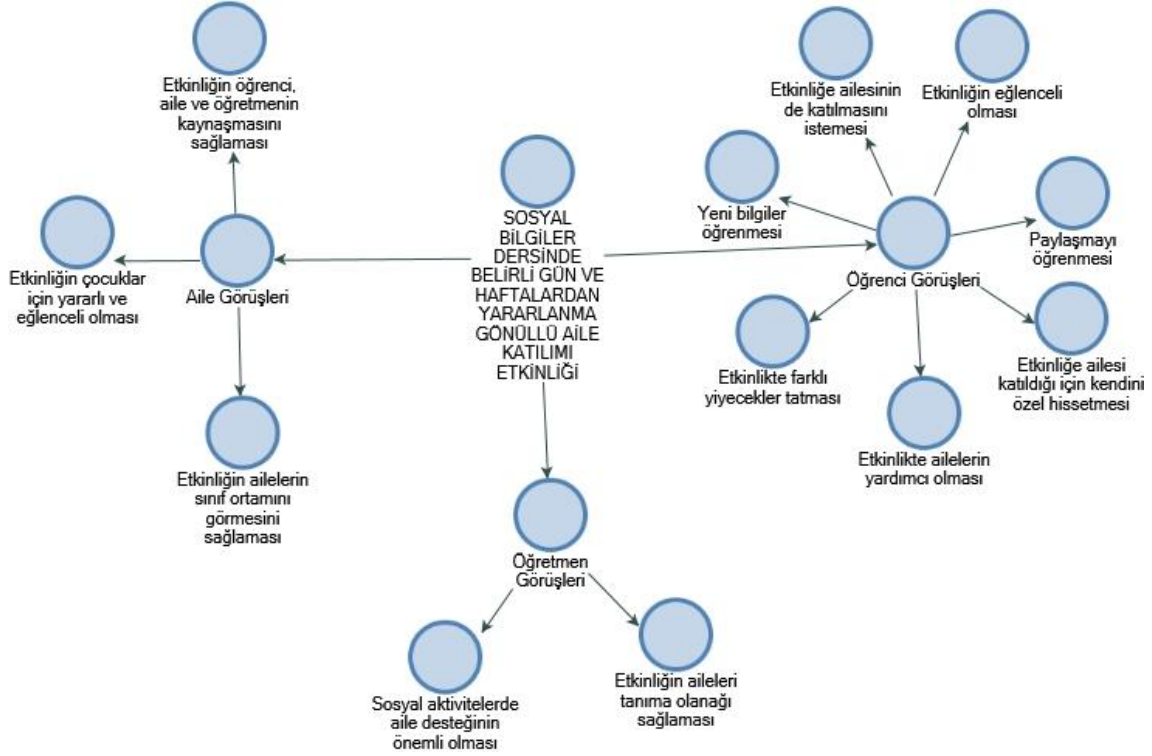 Etkinliğin öğrenci,
aile ve öğretmenin
kaynaşmasını
sağlaması
Etkinliğin çocuklar
için yararlı ve
eğlenceli olması
Aile Görüşleri
Etkinliğin ailelerin
sınıf ortamını
görmesini
sağlaması
SOSYAL
BİLGİLER
DERSİNDE
BELİRLİ GÜN VE
HAFTALARDAN
YARARLANMA
GÖNÜLLÜ AİLE
KATILIMI
ETKİNLİĞİ
Öğretmen
Görüşleri
Sosyal aktivitelerde
aile desteğinin
önemli olması
Etkinliğin aileleri
tanıma olanağı
sağlaması
Etkinliğe ailesinin
de katılmasını
istemesi
Etkinliğin eğlenceli
olması
Yeni bilgiler
öğrenmesi
Paylaşmayı
öğrenmesi
Öğrenci Görüşleri
Etkinlikte farklı
yiyecekler tatması
Etkinliğe ailesi
katıldığı için kendini
özel hissetmesi
Etkinlikte ailelerin
yardımcı olması